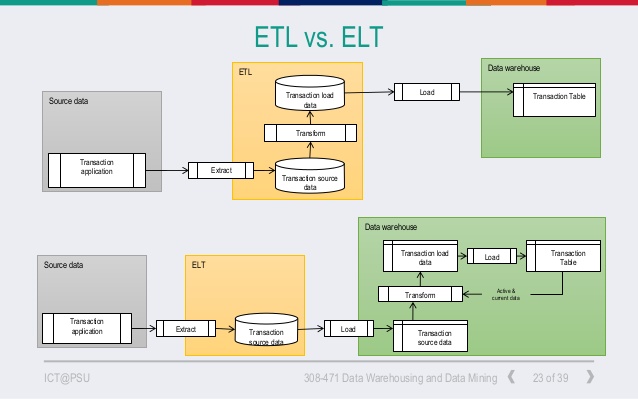 ETL vs. ELT
Source data
Transaction
application
Extract
ETL
Transaction load
data
Transform
Transaction source
data
Load
Data warehouse
Transaction Table
Source data
Transaction
application
Extract
ELT
Transaction
source data
Load
Data warehouse
Transaction load
data
Load
Transaction
Table
Transform
Active &
current data
Transaction
source data
ICT@PSU
308-471 Data Warehousing and Data Mining
23 of 39